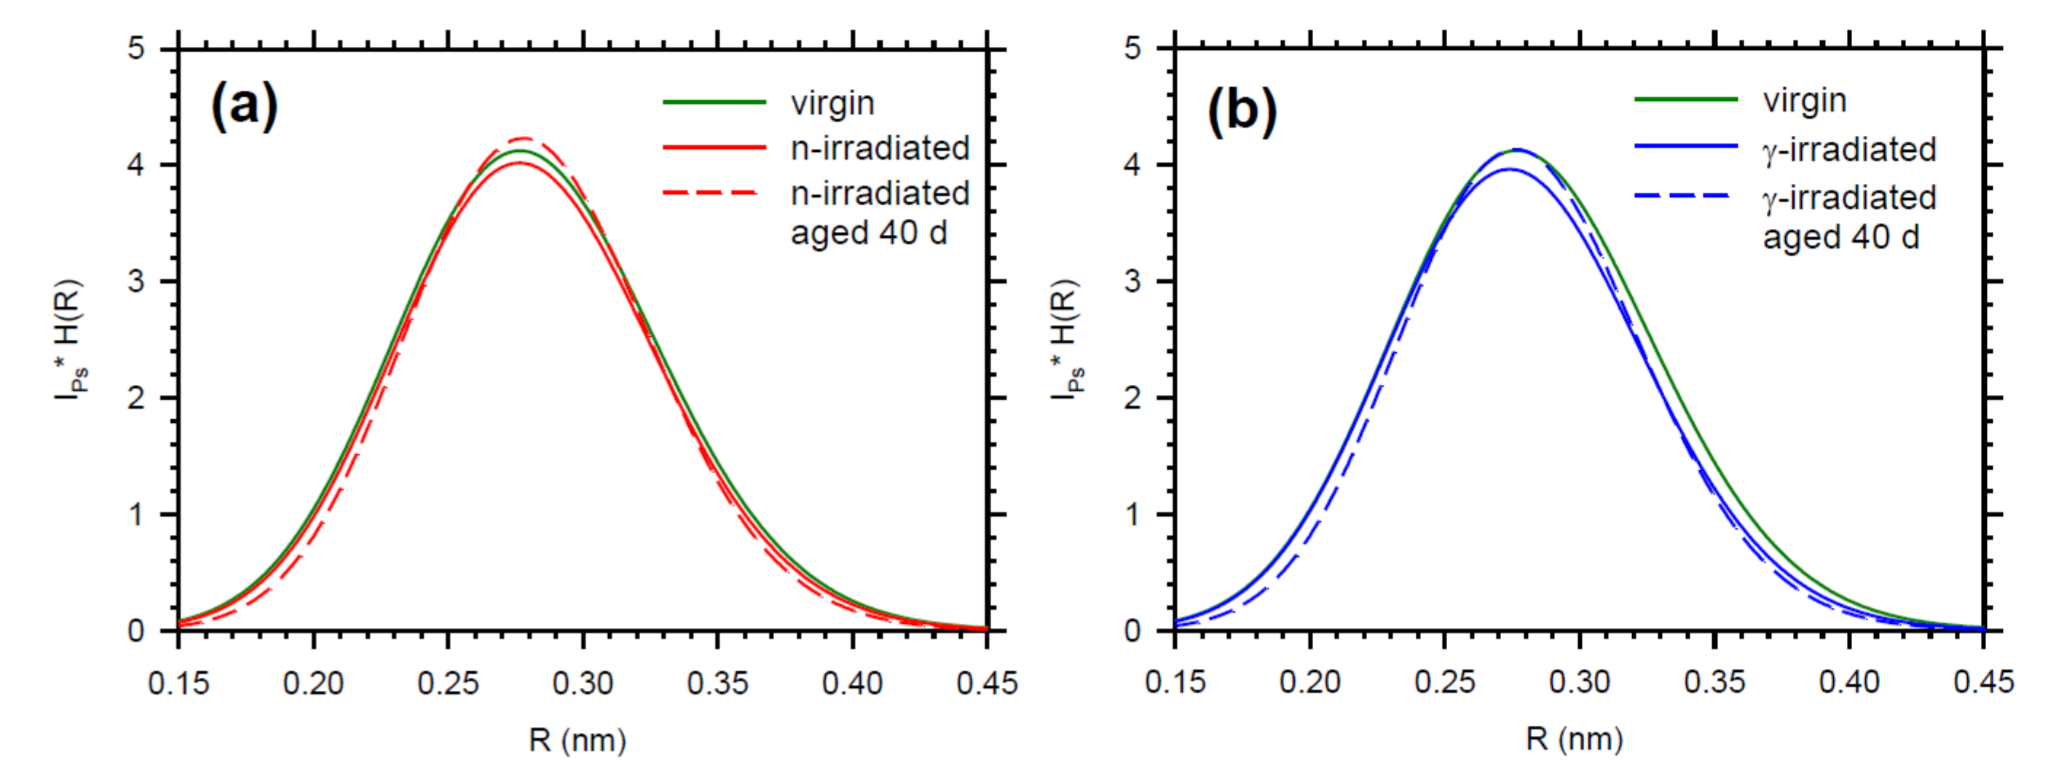 (a)
virgin
n-irradiated
n-irradiated
aged 40 d
5
4
3
2
1
0
I_Ps* H(R)
0.15 0.20 0.25 0.30 0.35 0.40 0.45
R (nm)
(b)
virgin
γ-irradiated
γ-irradiated
aged 40 d
5
4
3
2
1
0
I_Ps* H(R)
0.15 0.20 0.25 0.30 0.35 0.40 0.45
R (nm)